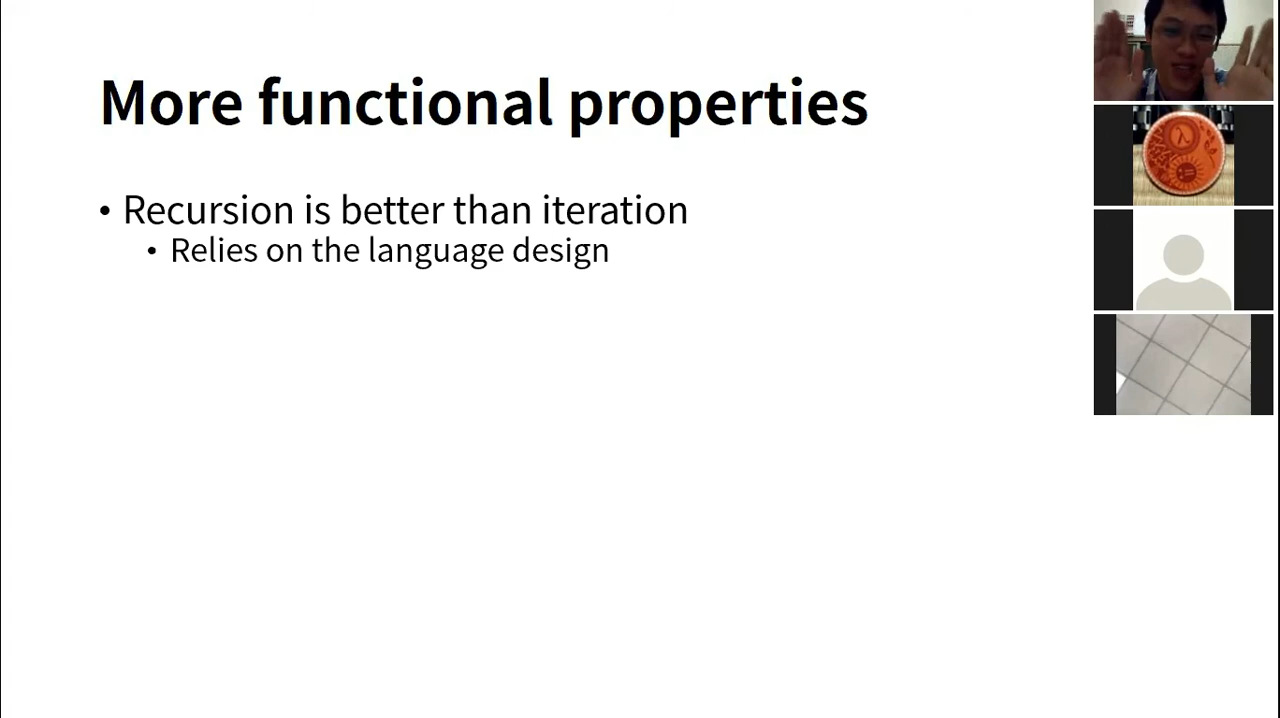 More functional properties
• Recursion is better than iteration
• Relies on the language design
λ